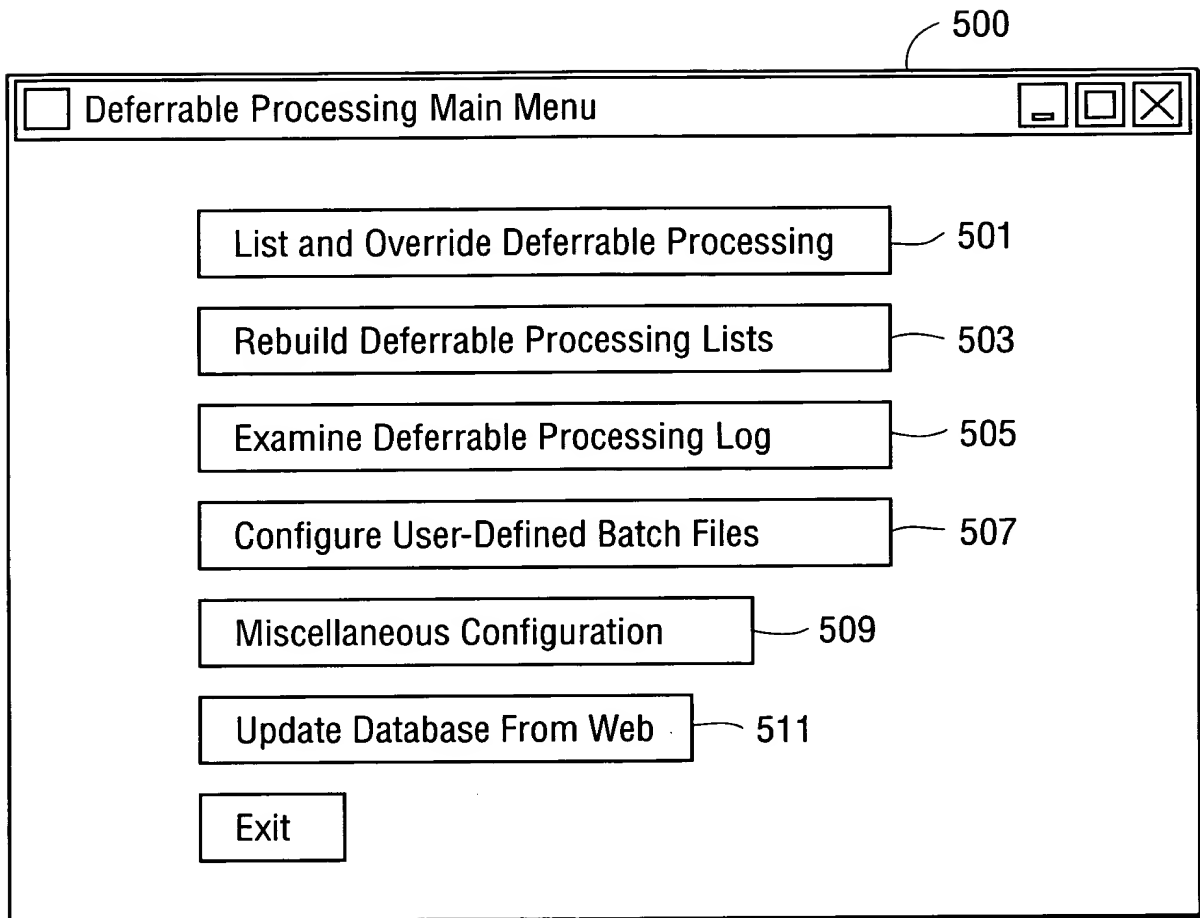 500
Deferrable Processing Main Menu
List and Override Deferrable Processing 501
Rebuild Deferrable Processing Lists 503
Examine Deferrable Processing Log 505
Configure User-Defined Batch Files 507
Miscellaneous Configuration 509
Update Database From Web 511
Exit